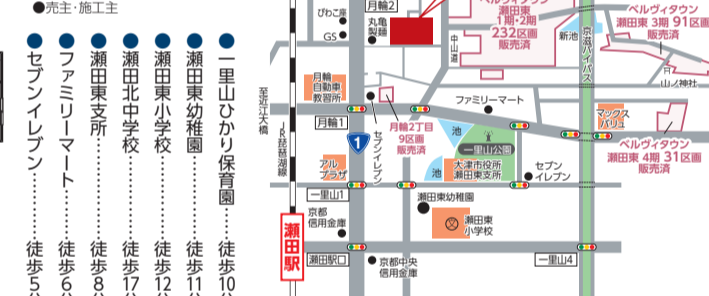 ●売主・施工主
●一里山ひかり保育園……徒歩10分
●瀬田東幼稚園……徒歩11分
●瀬田東小学校……徒歩12分
●瀬田北中学校……徒歩17分
●瀬田東支所……徒歩8分
●ファミリーマート……徒歩6分
●セブンイレブン……徒歩5分
月輪2
びわこ座
GS
丸亀
製麺
中山道
1期・2期
232区画
販売済
新池
京滋バイパス
ベルヴィタウン
瀬田東 3期 91区画
販売済
山ノ神社
月輪
自動車
教習所
至近江大橋
JR琵琶湖線
月輪1
1
セブンイレブン
月輪2丁目
9区画
販売済
ファミリーマート
マックス
バリュ
池
一里山公園
池
大津市役所
瀬田東支所
セブン
イレブン
ベルヴィタウン
瀬田東 4期 31区画
販売済
アル
プラザ
一里山1
瀬田東幼稚園
京都
信用金庫
瀬田東
小学校
瀬田駅
瀬田駅口
京都中央
信用金庫
一里山4